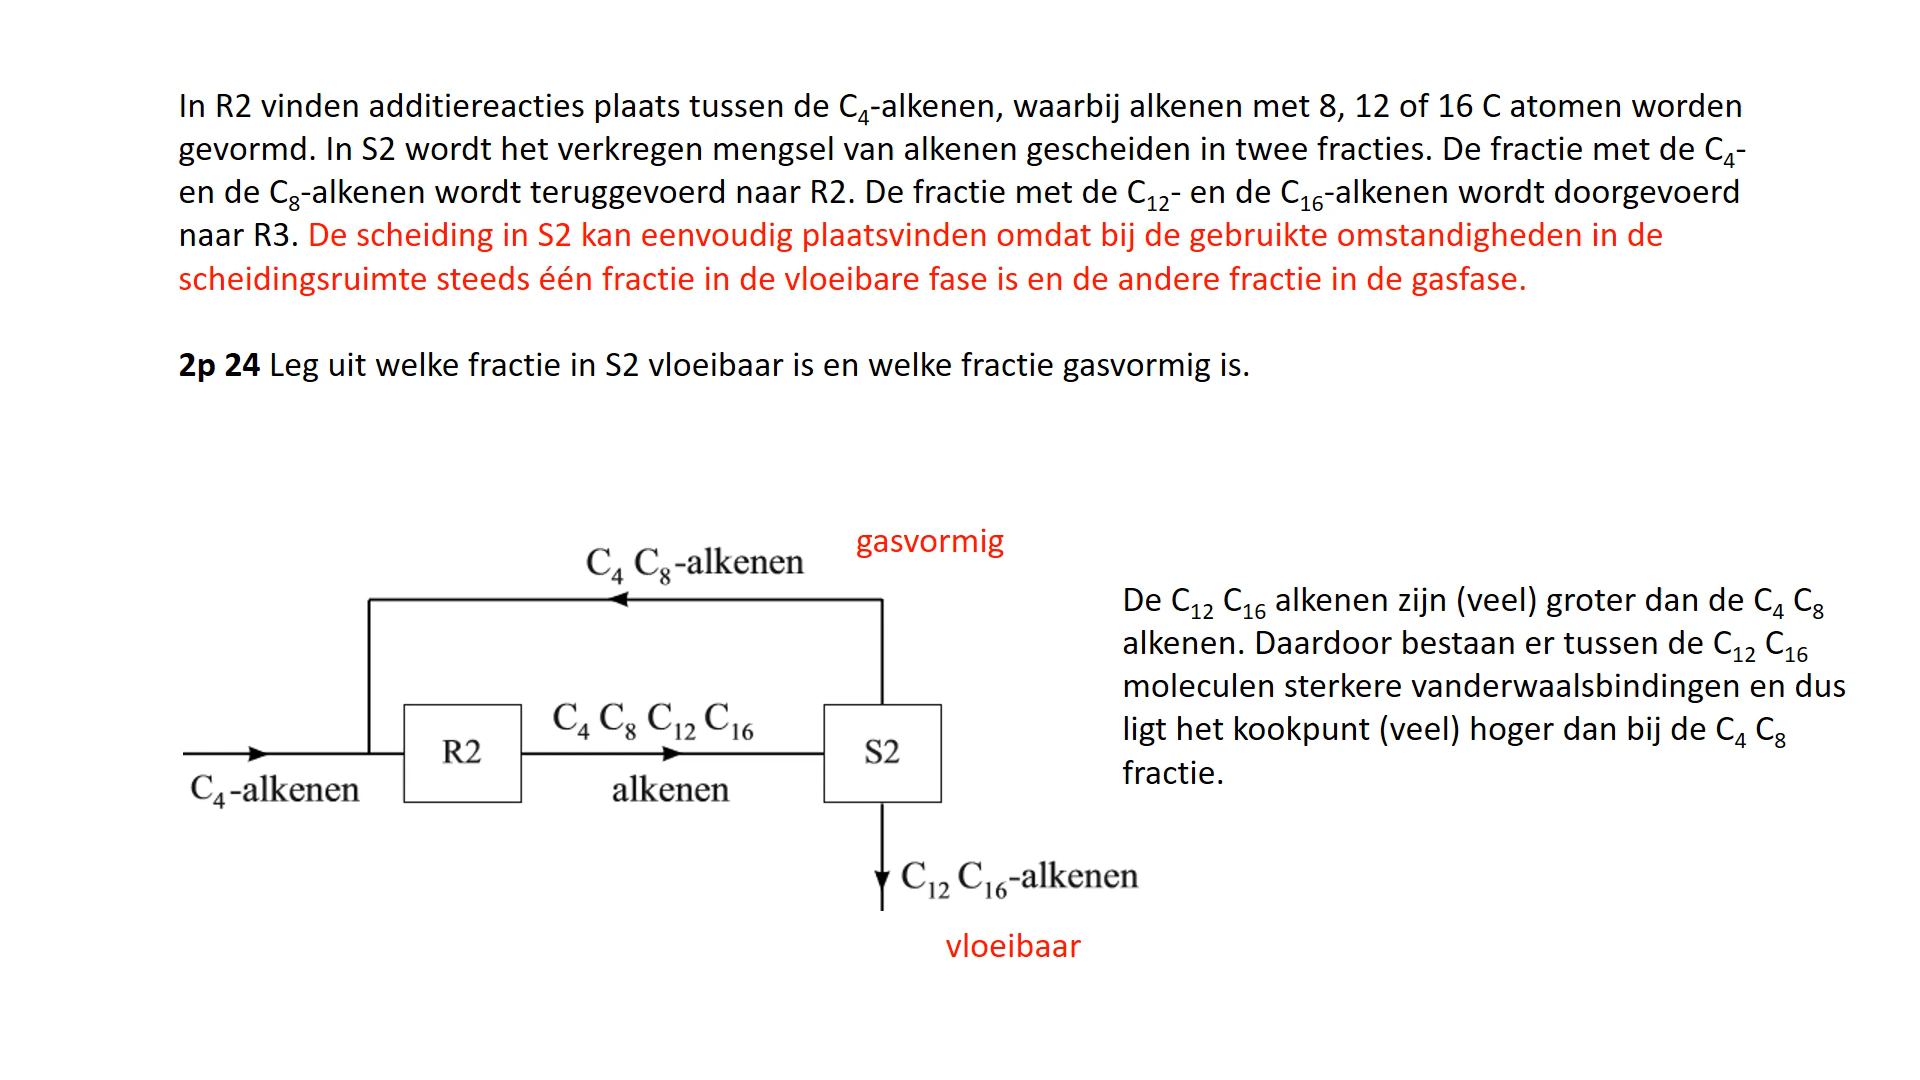 In R2 vinden additiereacties plaats tussen de C₄-alkenen, waarbij alkenen met 8, 12 of 16 C atomen worden
gevormd. In S2 wordt het verkregen mengsel van alkenen gescheiden in twee fracties. De fractie met de C₄-
en de C₈-alkenen wordt teruggevoerd naar R2. De fractie met de C₁₂- en de C₁₆-alkenen wordt doorgevoerd
naar R3. De scheiding in S2 kan eenvoudig plaatsvinden omdat bij de gebruikte omstandigheden in de
scheidingsruimte steeds één fractie in de vloeibare fase is en de andere fractie in de gasfase.
2p 24 Leg uit welke fractie in S2 vloeibaar is en welke fractie gasvormig is.
gasvormig
C₄ C₈-alkenen
De C₁₂ C₁₆ alkenen zijn (veel) groter dan de C₄ C₈
alkenen. Daardoor bestaan er tussen de C₁₂ C₁₆
moleculen sterkere vanderwaalsbindingen en dus
ligt het kookpunt (veel) hoger dan bij de C₄ C₈
fractie.
C₄ C₈ C₁₂ C₁₆
R2
S2
C₄-alkenen
alkenen
C₁₂ C₁₆-alkenen
vloeibaar